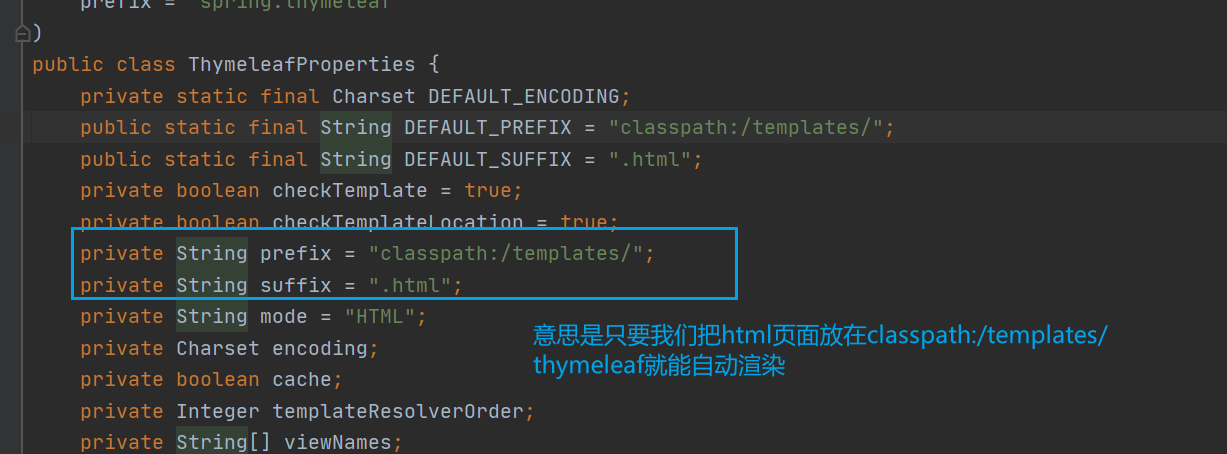 prefix = "spring.thymeleaf"
)
public class ThymeleafProperties {
private static final Charset DEFAULT_ENCODING;
public static final String DEFAULT_PREFIX = "classpath:/templates/";
public static final String DEFAULT_SUFFIX = ".html";
private boolean checkTemplate = true;
private boolean checkTemplateLocation = true;
private String prefix = "classpath:/templates/";
private String suffix = ".html";
private String mode = "HTML";
意思是只要我们把html页面放在classpath:/templates/
thymeleaf就能自动渲染
private Charset encoding;
private boolean cache;
private Integer templateResolverOrder;
private String[] viewNames;